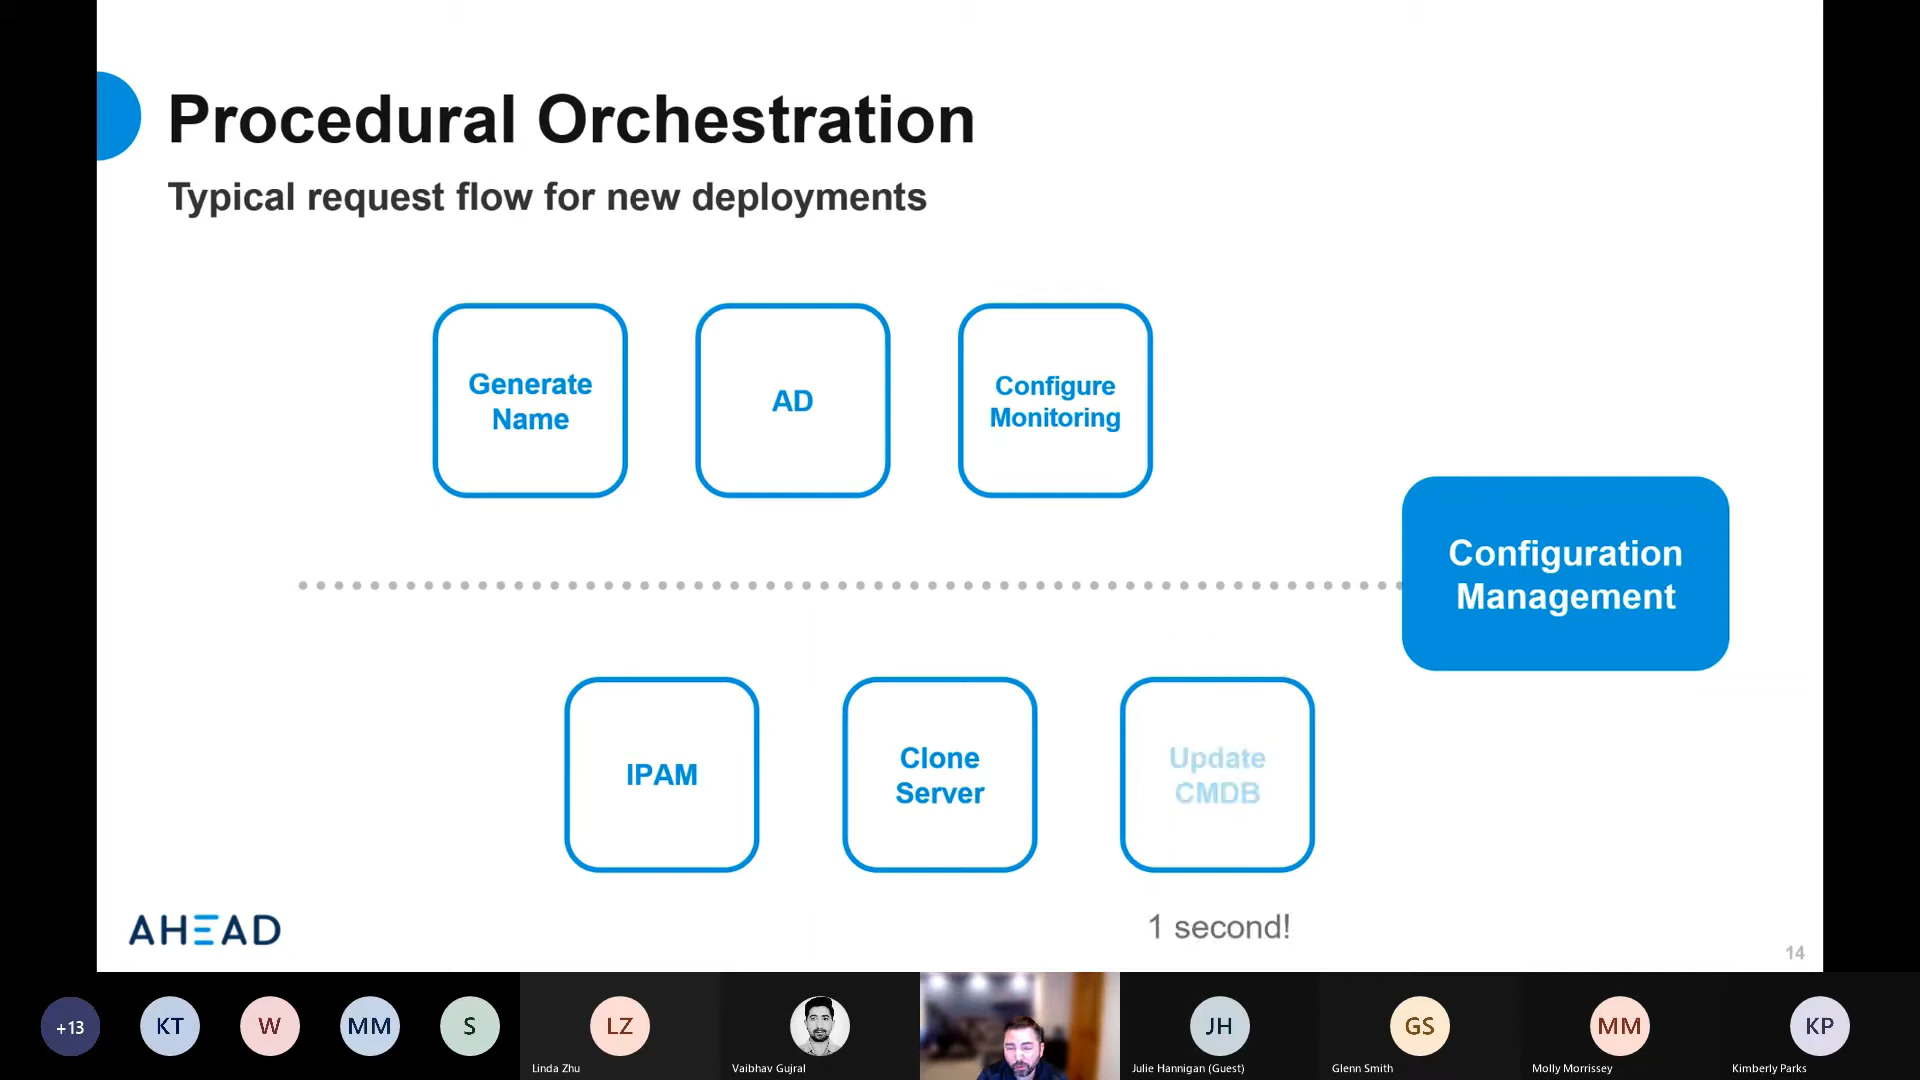 Procedural Orchestration
Typical request flow for new deployments
Generate
Name
AD
Configure
Monitoring
Configuration
Management
IPAM
Clone
Server
Update
CMDB
1 second!
AHEAD
14
+13
KT
W
MM
S
LZ
Linda Zhu
Vaibhav Gujral
JH
Julie Hannigan (Guest)
GS
Glenn Smith
MM
Molly Morrissey
KP
Kimberly Parks